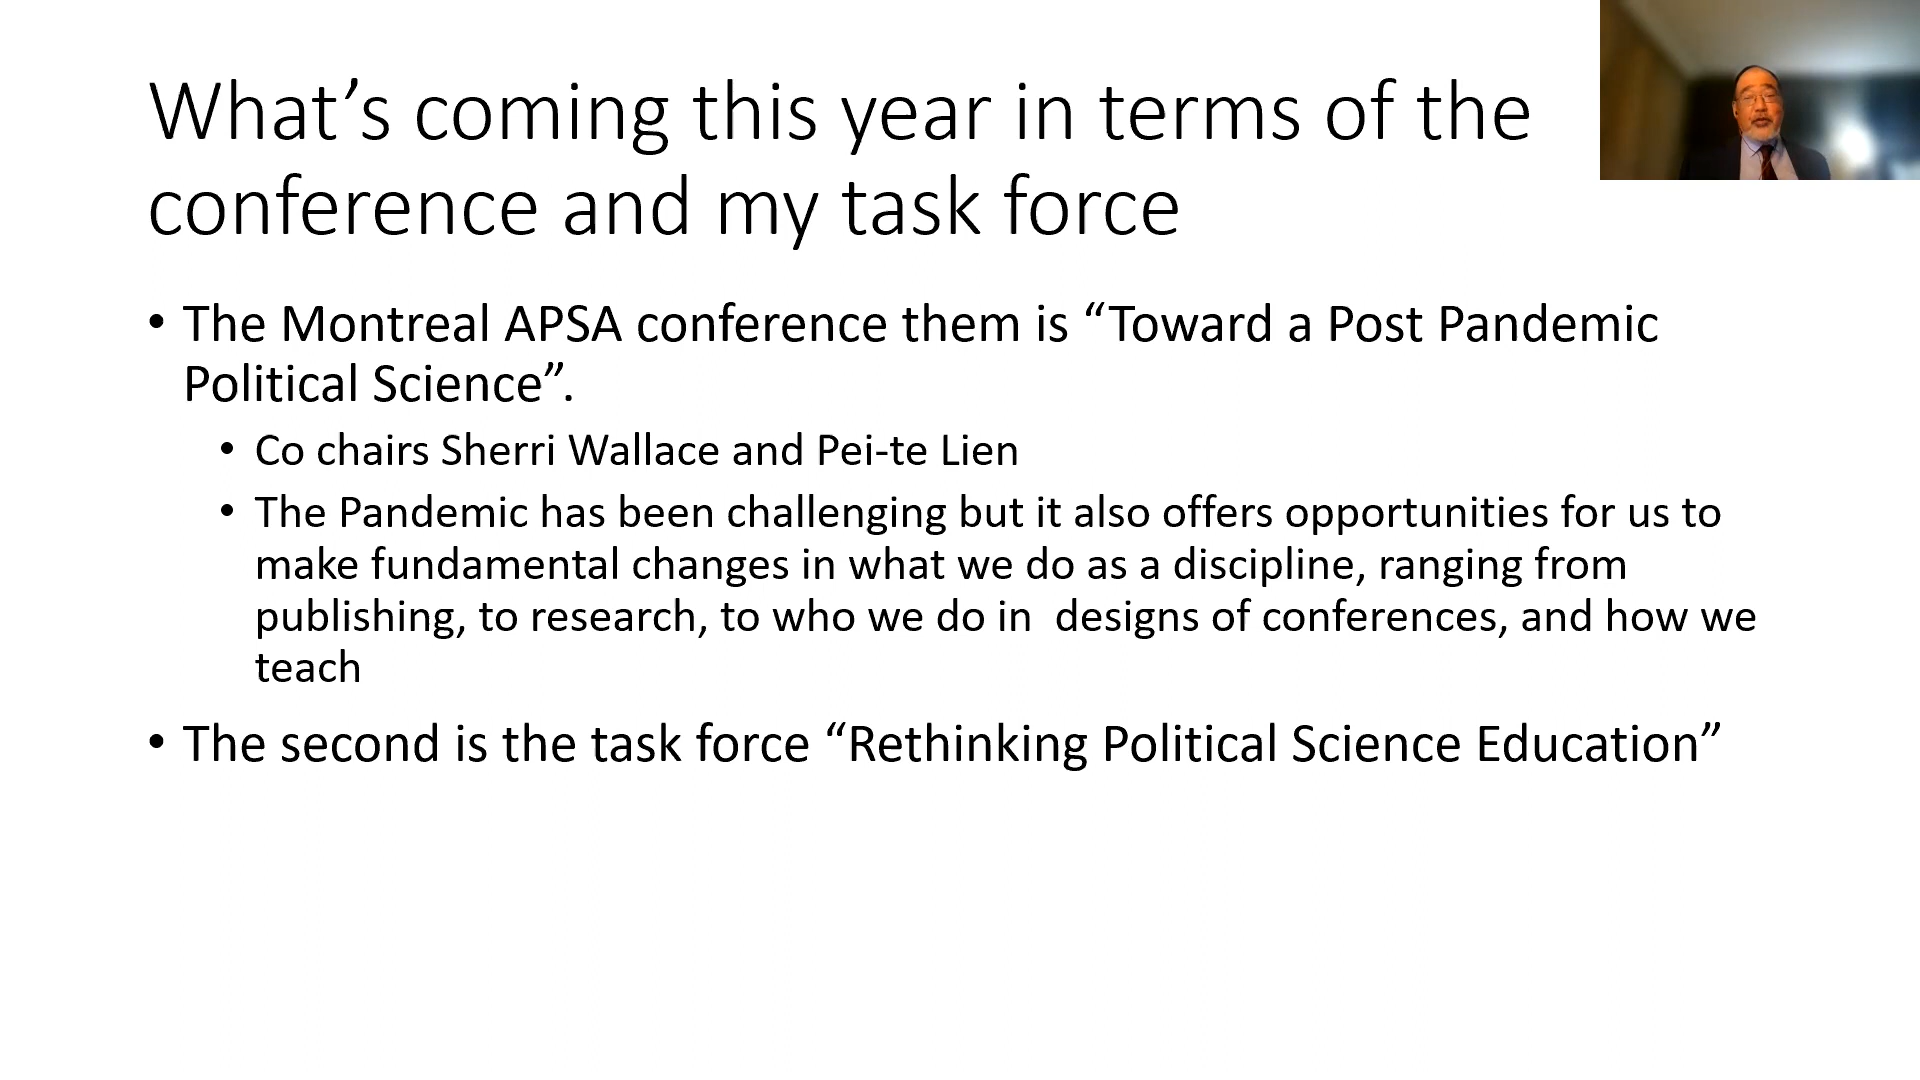 What’s coming this year in terms of the
conference and my task force
• The Montreal APSA conference them is “Toward a Post Pandemic
Political Science”.
• Co chairs Sherri Wallace and Pei-te Lien
• The Pandemic has been challenging but it also offers opportunities for us to
make fundamental changes in what we do as a discipline, ranging from
publishing, to research, to who we do in  designs of conferences, and how we
teach
• The second is the task force “Rethinking Political Science Education”